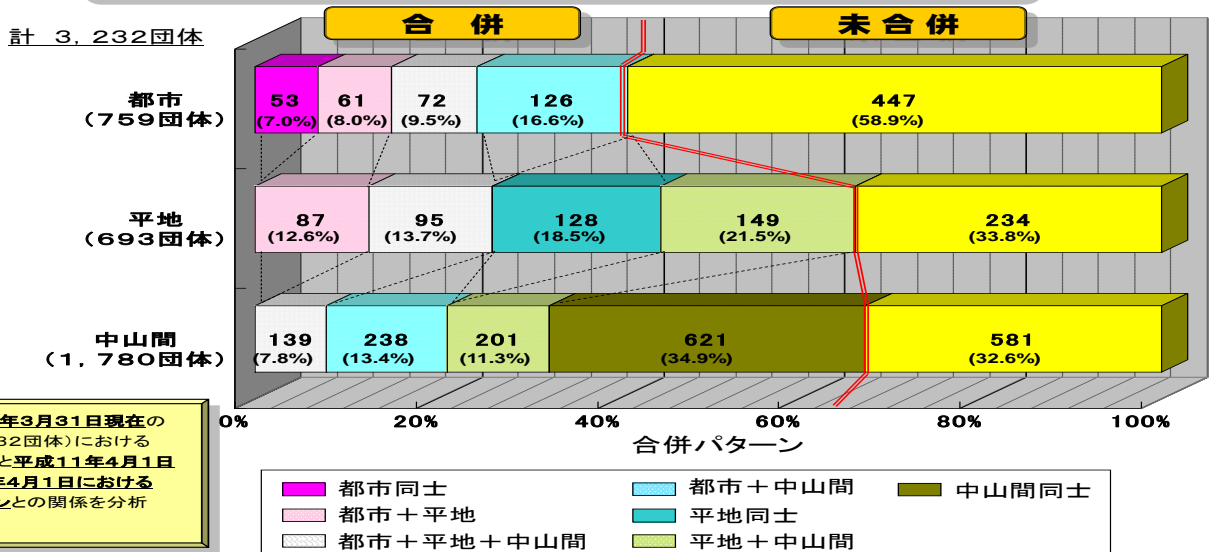 合 併
未 合 併
計 3，232団体
都市
（759団体）
53
(7.0%)
61
(8.0%)
72
(9.5%)
126
(16.6%)
447
(58.9%)
平地
（693団体）
87
(12.6%)
95
(13.7%)
128
(18.5%)
149
(21.5%)
234
(33.8%)
中山間
（1，780団体）
139
(7.8%)
238
(13.4%)
201
(11.3%)
621
(34.9%)
581
(32.6%)
0%
20%
40%
60%
80%
100%
合併パターン
年3月31日現在の
32団体）における
と平成11年4月1日
年4月1日における
ンとの関係を分析
都市同士
都市＋中山間
中山間同士
都市＋平地
平地同士
都市＋平地＋中山間
平地＋中山間